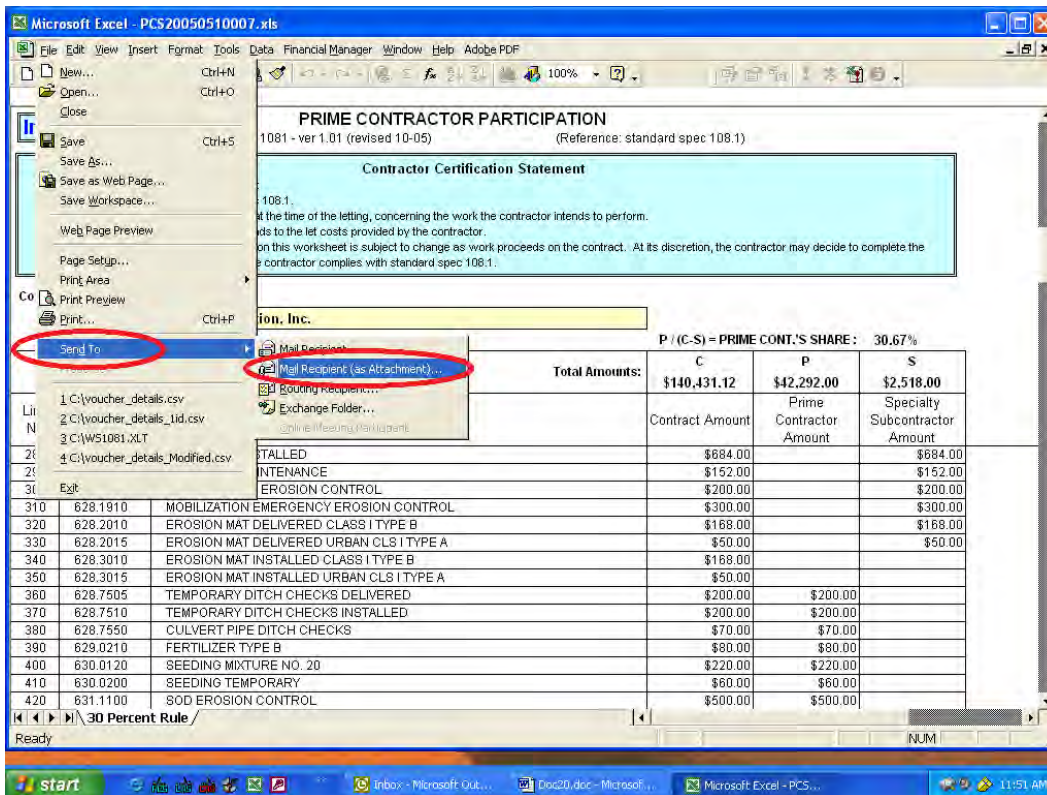 Microsoft Excel - PCS20050510007.xls
File Edit View Insert Format Tools Data Financial Manager Window Help Adobe PDF
100%
New... Ctrl+N
Open... Ctrl+O
Close
Save Ctrl+S
Save As...
Save as Web Page...
Save Workspace...
Web Page Preview
Page Setup...
Print Area
Print Preview
Print... Ctrl+P
Send To
1 C:\voucher_details.csv
2 C:\voucher_details_1id.csv
3 C:\WS1081.XLT
4 C:\voucher_details_Modified.csv
Exit
Mail Recipient
Mail Recipient (as Attachment)...
Routing Recipient...
Exchange Folder...
Online Meeting Participant
PRIME CONTRACTOR PARTICIPATION
1081 - ver 1.01 (revised 10-05) (Reference: standard spec 108.1)
Contractor Certification Statement
108.1.
at the time of the letting, concerning the work the contractor intends to perform.
ds to the let costs provided by the contractor.
on this worksheet is subject to change as work proceeds on the contract. At its discretion, the contractor may decide to complete the
contractor complies with standard spec 108.1.
Co
ion, Inc.
P / (C-S) = PRIME CONT.'S SHARE: 30.67%
Total Amounts: C P S
$140,431.12 $42,292.00 $2,518.00
Contract Amount Prime Contractor Amount Specialty Subcontractor Amount
STALLED $684.00 $684.00
INTENANCE $152.00 $152.00
EROSION CONTROL $200.00 $200.00
310 628.1910 MOBILIZATION EMERGENCY EROSION CONTROL $300.00 $300.00
320 628.2010 EROSION MAT DELIVERED CLASS I TYPE B $168.00 $168.00
330 628.2015 EROSION MAT DELIVERED URBAN CLS I TYPE A $50.00 $50.00
340 628.3010 EROSION MAT INSTALLED CLASS I TYPE B $168.00
350 628.3015 EROSION MAT INSTALLED URBAN CLS I TYPE A $50.00
360 628.7505 TEMPORARY DITCH CHECKS DELIVERED $200.00 $200.00
370 628.7510 TEMPORARY DITCH CHECKS INSTALLED $200.00 $200.00
380 628.7550 CULVERT PIPE DITCH CHECKS $70.00 $70.00
390 629.0210 FERTILIZER TYPE B $80.00 $80.00
400 630.0120 SEEDING MIXTURE NO. 20 $220.00 $220.00
410 630.0200 SEEDING TEMPORARY $60.00 $60.00
420 631.1100 SOD EROSION CONTROL $500.00 $500.00
30 Percent Rule
Ready NUM
start Inbox - Microsoft Out... Doc20.doc - Microsof... Microsoft Excel - PCS... 11:51 AM